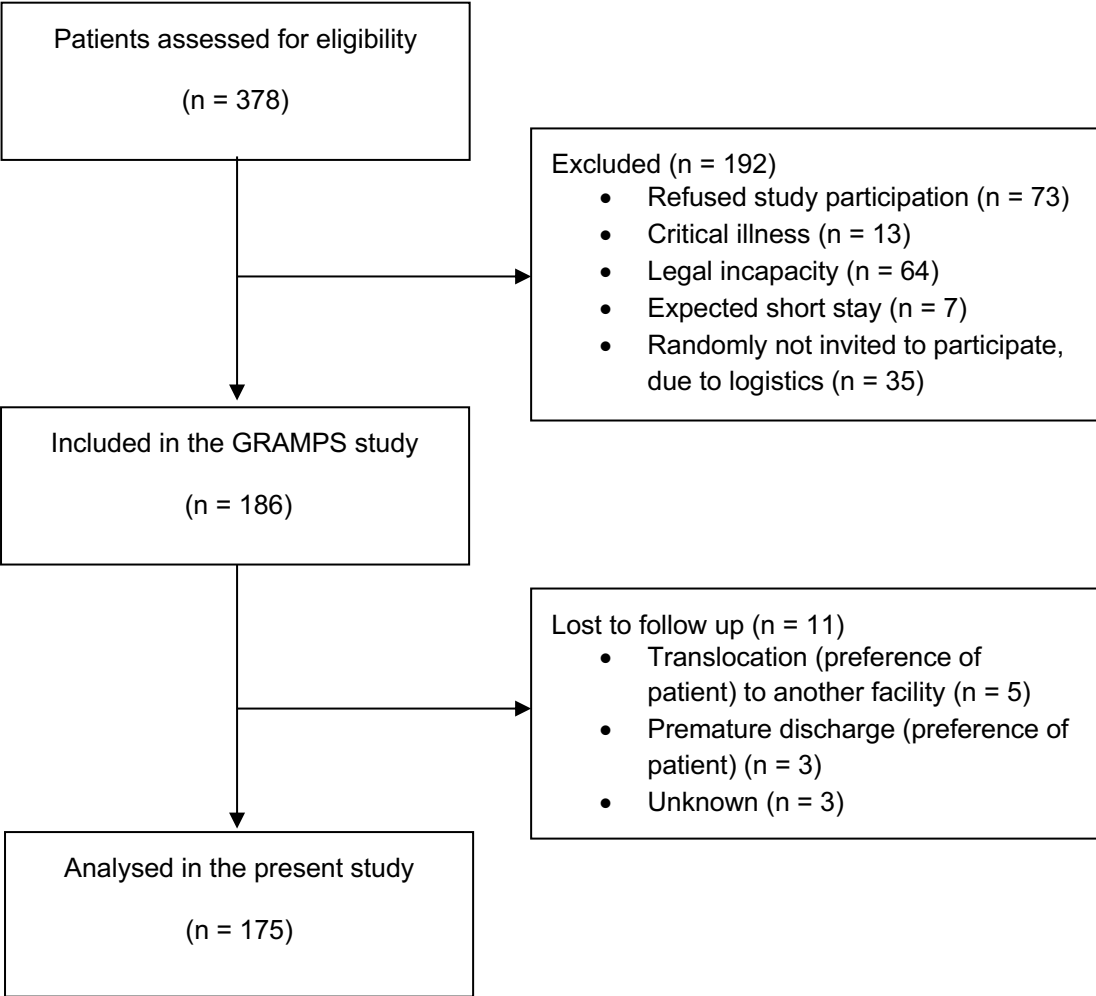 Patients assessed for eligibility
(n = 378)
Excluded (n = 192)
• Refused study participation (n = 73)
• Critical illness (n = 13)
• Legal incapacity (n = 64)
• Expected short stay (n = 7)
• Randomly not invited to participate,
due to logistics (n = 35)
Included in the GRAMPS study
(n = 186)
Lost to follow up (n = 11)
• Translocation (preference of
patient) to another facility (n = 5)
• Premature discharge (preference of
patient) (n = 3)
• Unknown (n = 3)
Analysed in the present study
(n = 175)